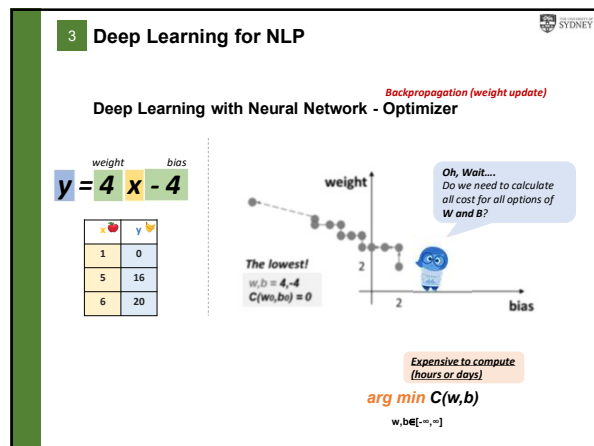 3 Deep Learning for NLP
THE UNIVERSITY OF
SYDNEY
Backpropagation (weight update)
Deep Learning with Neural Network - Optimizer
weight bias
y = 4 x - 4
x y
1 0
5 16
6 20
weight
Oh, Wait....
Do we need to calculate
all cost for all options of
W and B?
The lowest!
w,b = 4,-4
C(w₀,b₀) = 0
2
2
bias
Expensive to compute
(hours or days)
arg min C(w,b)
w,b∈[-∞,∞]